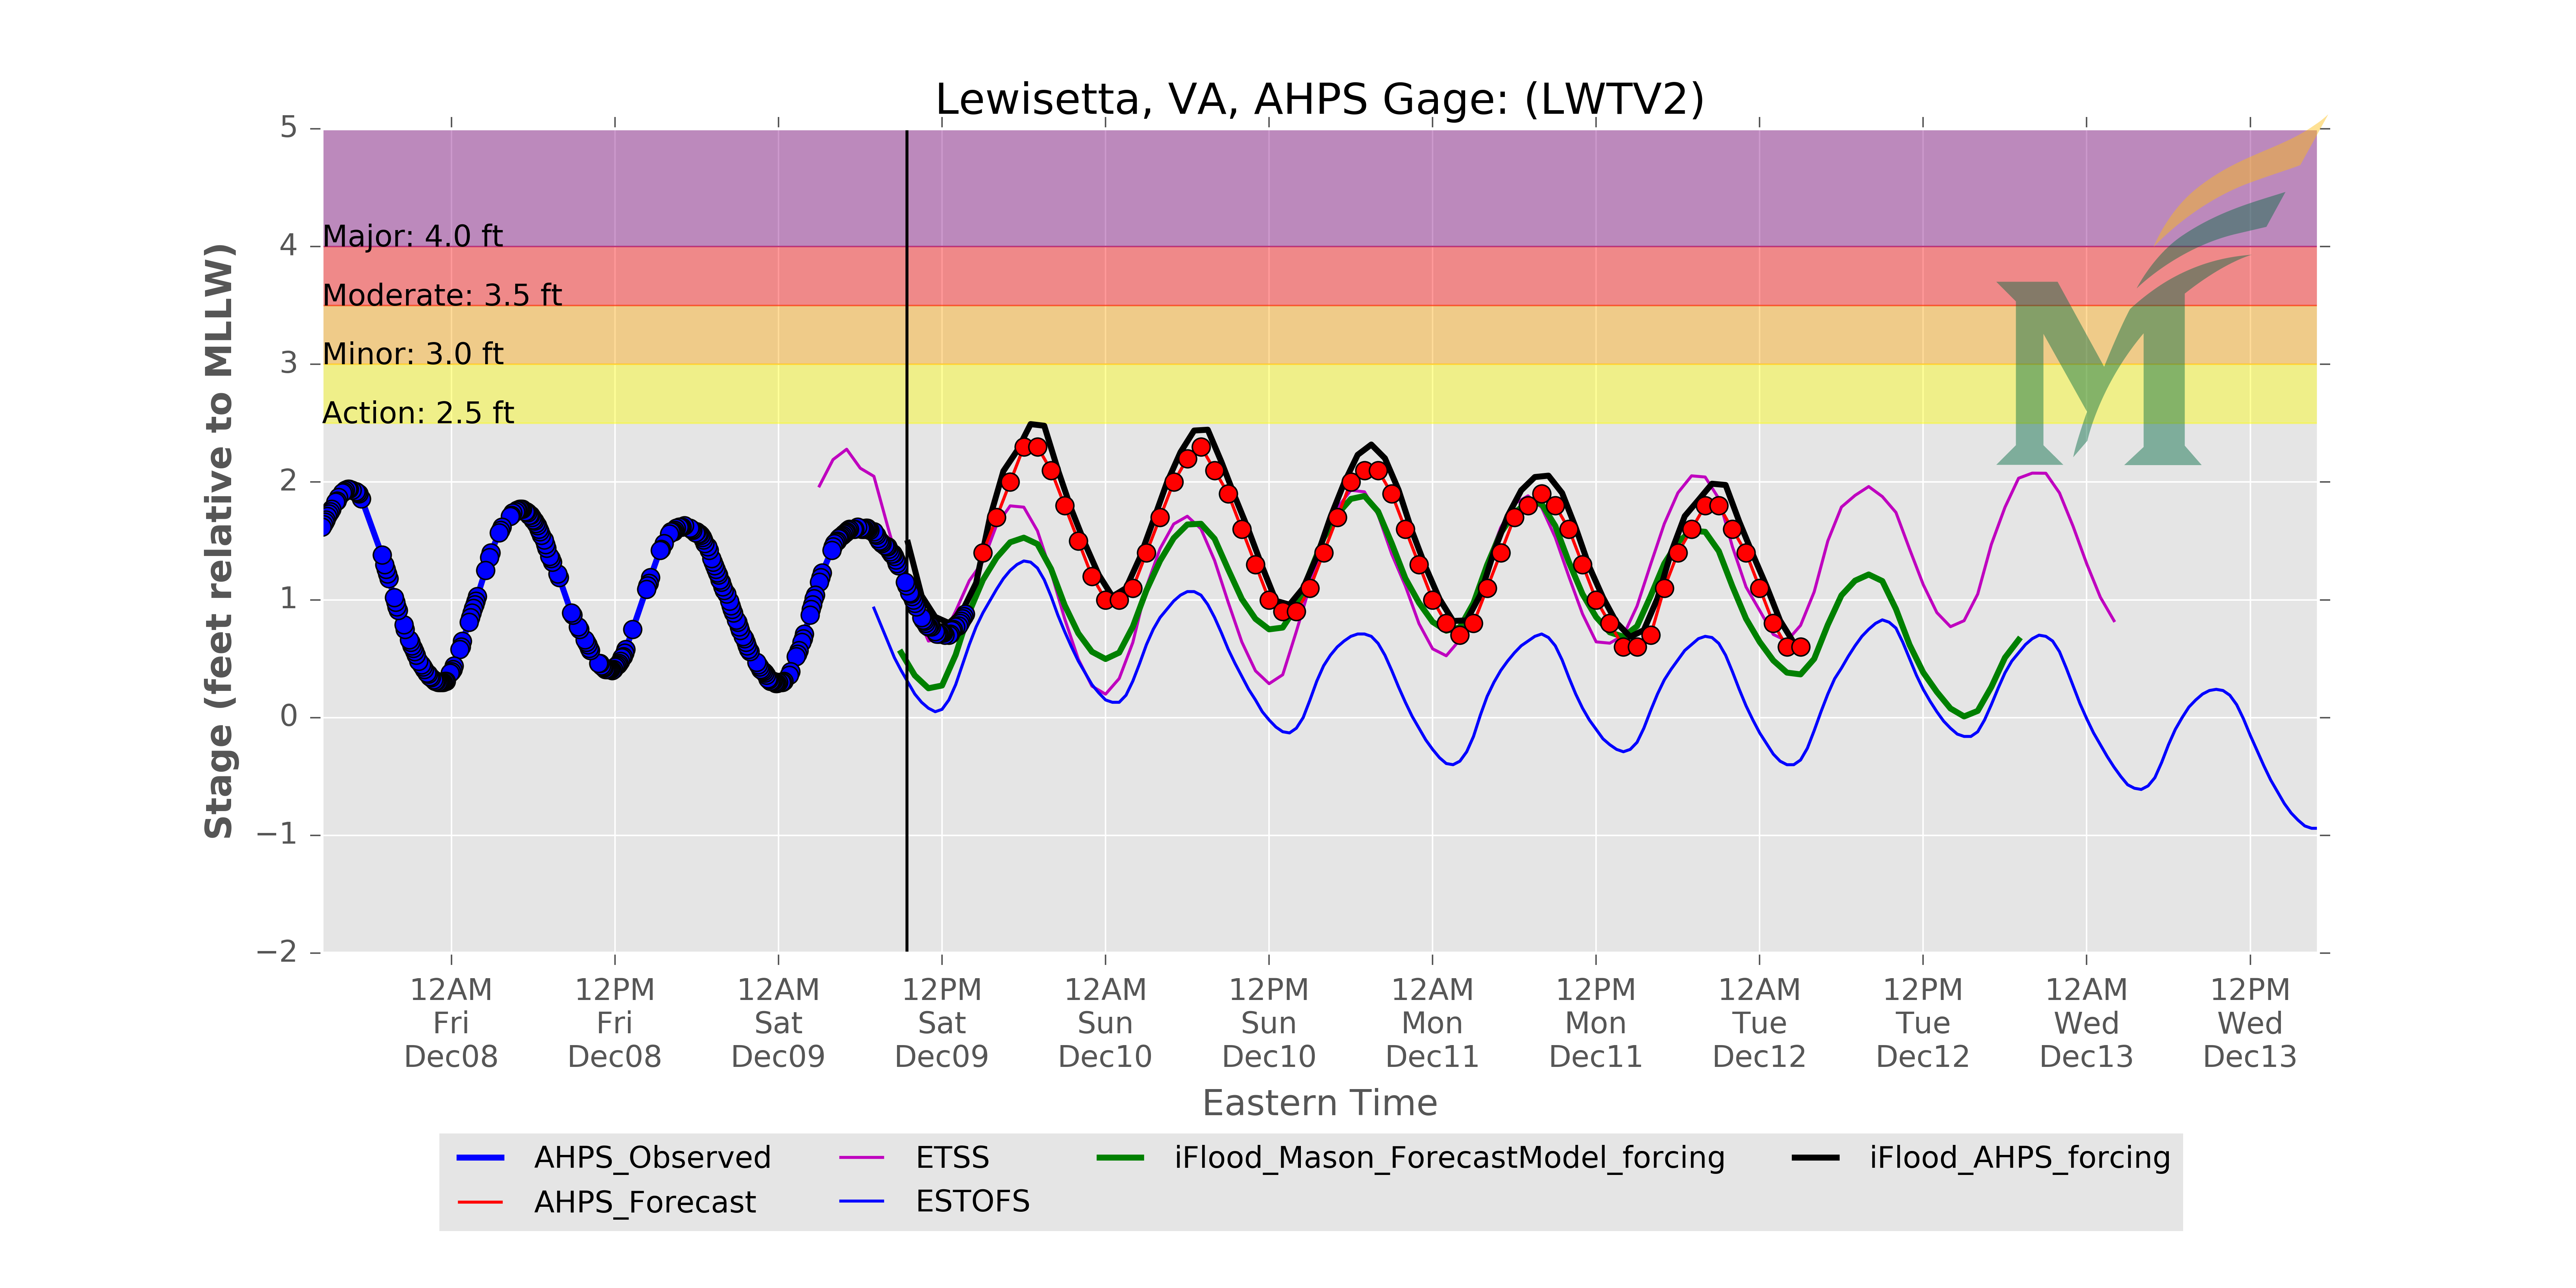 Lewisetta, VA, AHPS Gage: (LWTV2)
Stage (feet relative to MLLW)
5
4
3
2
1
0
−1
−2
Major: 4.0 ft
Moderate: 3.5 ft
Minor: 3.0 ft
Action: 2.5 ft
M
12AM 12PM 12AM 12PM 12AM 12PM 12AM 12PM 12AM 12PM 12AM 12PM
Fri Fri Sat Sat Sun Sun Mon Mon Tue Tue Wed Wed
Dec08 Dec08 Dec09 Dec09 Dec10 Dec10 Dec11 Dec11 Dec12 Dec12 Dec13 Dec13
Eastern Time
AHPS_Observed ETSS iFlood_Mason_ForecastModel_forcing iFlood_AHPS_forcing
AHPS_Forecast ESTOFS